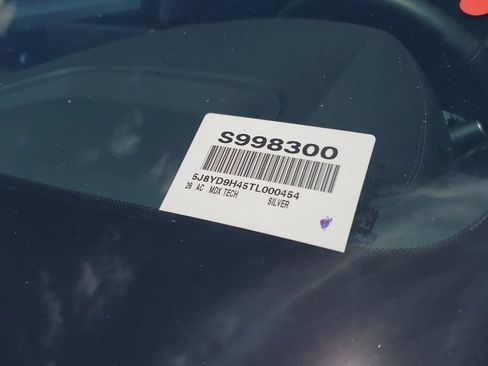 S998300
5J8YD9H45TL000454
26 AC MDX TECH SILVER